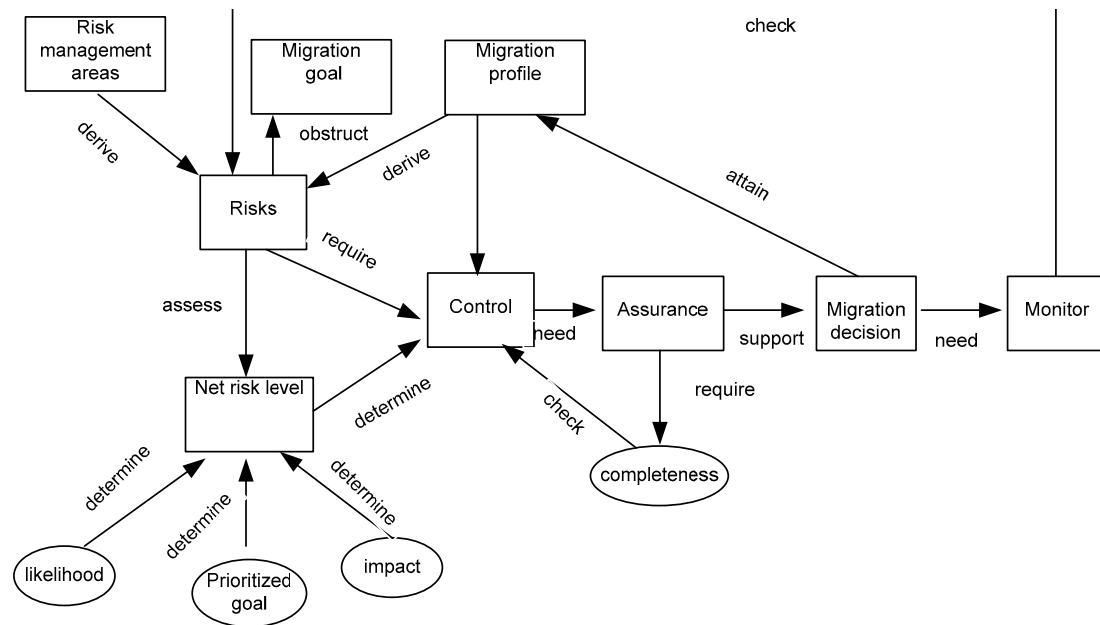 check
Risk
management
areas
Migration
goal
Migration
profile
derive
obstruct
derive
attain
Risks
require
assess
Control
need
Assurance
support
Migration
decision
need
Monitor
Net risk level
determine
check
require
completeness
determine
determine
determine
likelihood
Prioritized
goal
impact